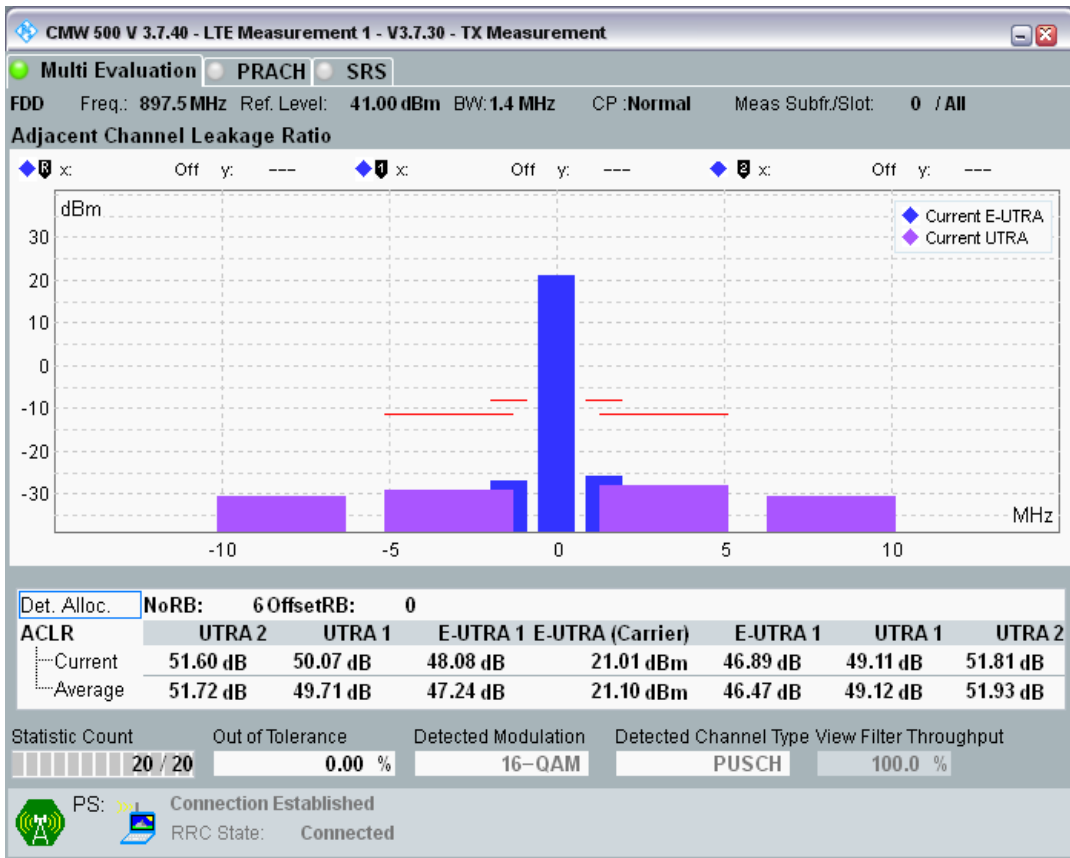 CMW 500 V 3.7.40 - LTE Measurement 1 - V3.7.30 - TX Measurement
Multi Evaluation PRACH SRS
FDD Freq.: 897.5 MHz Ref. Level: 41.00 dBm BW: 1.4 MHz CP :Normal Meas Subfr./Slot: 0 / All
Adjacent Channel Leakage Ratio
R x: Off y: --- 1 x: Off y: --- 2 x: Off y: ---
dBm
Current E-UTRA
Current UTRA
30
20
10
0
-10
-20
-30
MHz
-10 -5 0 5 10
Det. Alloc. NoRB: 6 OffsetRB: 0
ACLR UTRA 2 UTRA 1 E-UTRA 1 E-UTRA (Carrier) E-UTRA 1 UTRA 1 UTRA 2
Current 51.60 dB 50.07 dB 48.08 dB 21.01 dBm 46.89 dB 49.11 dB 51.81 dB
Average 51.72 dB 49.71 dB 47.24 dB 21.10 dBm 46.47 dB 49.12 dB 51.93 dB
Statistic Count Out of Tolerance Detected Modulation Detected Channel Type View Filter Throughput
20 / 20 0.00 % 16-QAM PUSCH 100.0 %
PS: Connection Established
RRC State: Connected